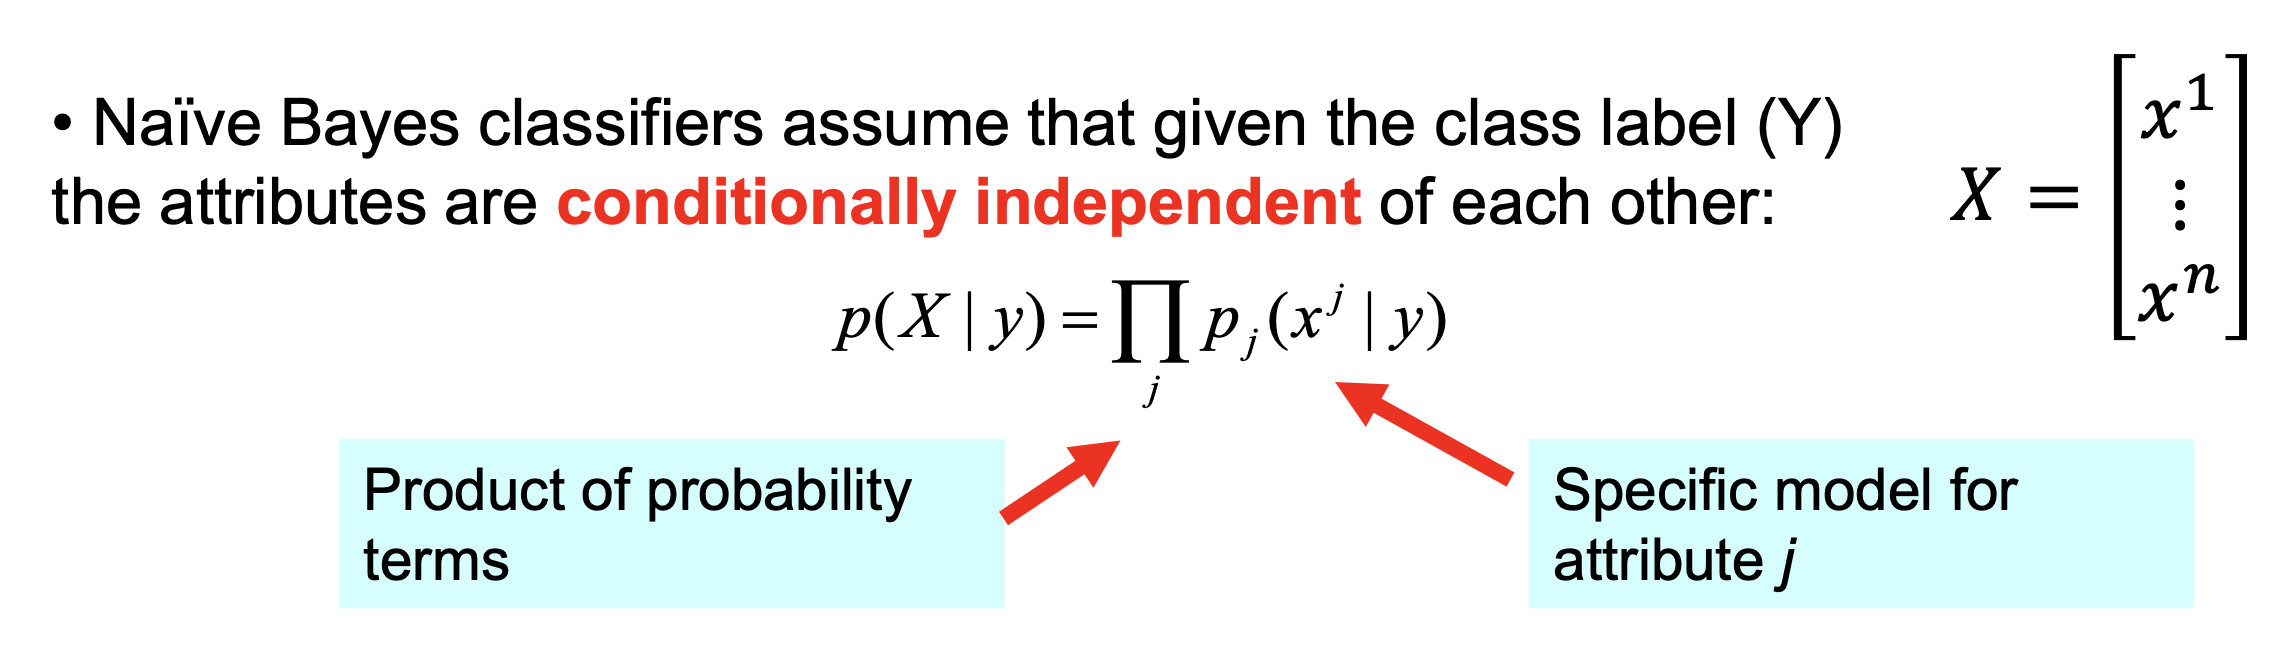 • Naïve Bayes classifiers assume that given the class label (Y)
the attributes are conditionally independent of each other:
X = [x^1 ⋮ x^n]
p(X | y) = ∏_j p_j(x^j | y)
Product of probability
terms
Specific model for
attribute j